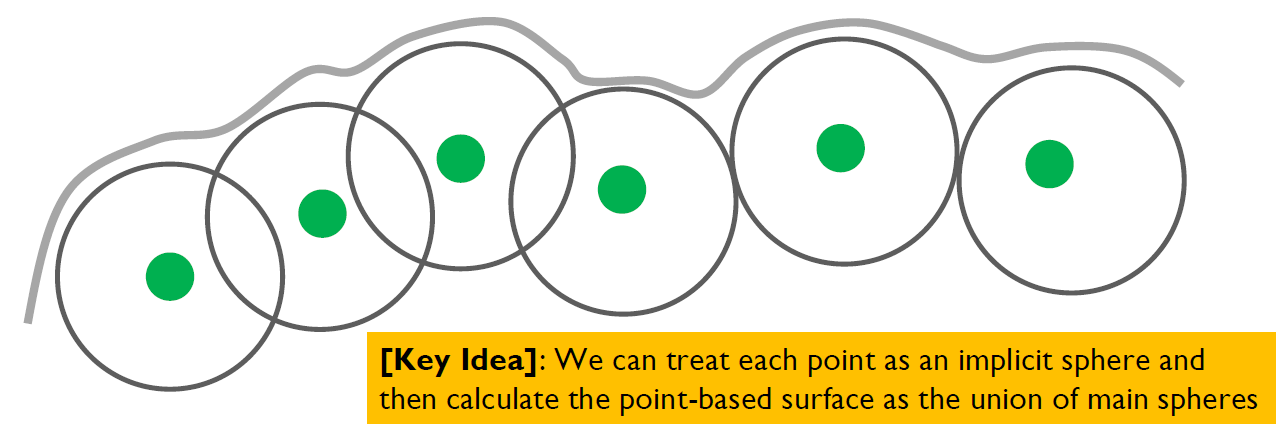 [Key Idea]: We can treat each point as an implicit sphere and
then calculate the point-based surface as the union of main spheres